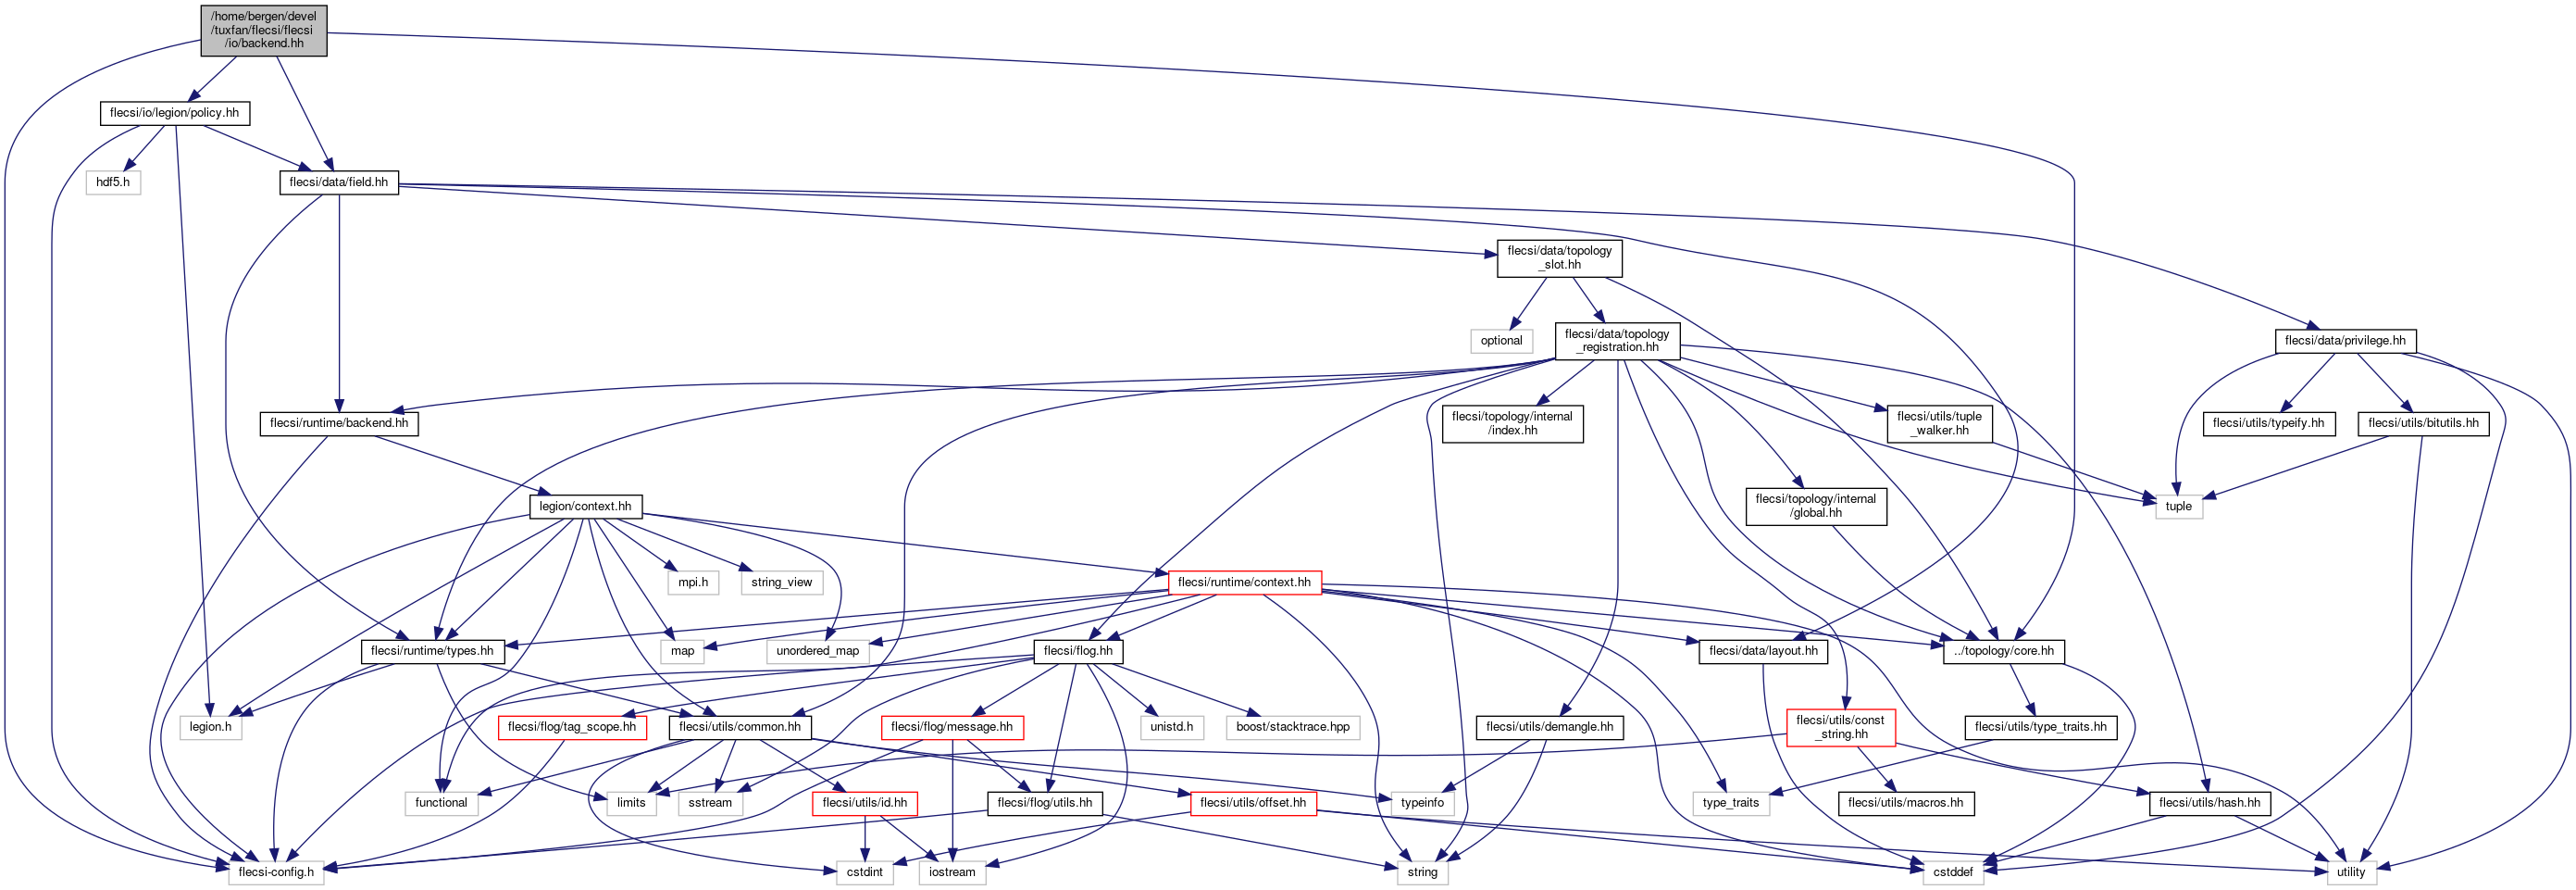 /home/bergen/devel
/tuxfan/flecsi/flecsi
/io/backend.hh
flecsi/io/legion/policy.hh
hdf5.h
flecsi/data/field.hh
flecsi/data/topology
_slot.hh
optional
flecsi/data/topology
_registration.hh
flecsi/data/privilege.hh
flecsi/runtime/backend.hh
flecsi/topology/internal
/index.hh
flecsi/utils/tuple
_walker.hh
flecsi/utils/typeify.hh
flecsi/utils/bitutils.hh
legion/context.hh
flecsi/topology/internal
/global.hh
tuple
mpi.h
string_view
flecsi/runtime/context.hh
flecsi/runtime/types.hh
map
unordered_map
flecsi/flog.hh
flecsi/data/layout.hh
../topology/core.hh
legion.h
flecsi/flog/tag_scope.hh
flecsi/utils/common.hh
flecsi/flog/message.hh
unistd.h
boost/stacktrace.hpp
flecsi/utils/demangle.hh
flecsi/utils/const
_string.hh
flecsi/utils/type_traits.hh
functional
limits
sstream
flecsi/utils/id.hh
flecsi/flog/utils.hh
flecsi/utils/offset.hh
typeinfo
type_traits
flecsi/utils/macros.hh
flecsi/utils/hash.hh
flecsi-config.h
cstdint
iostream
string
cstddef
utility